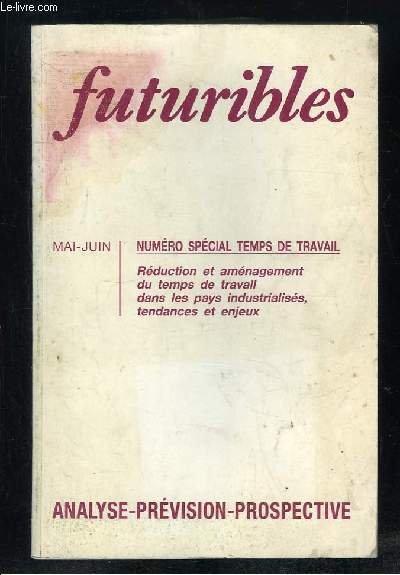 Le-livre.com
futuribles
MAI-JUIN
NUMÉRO SPÉCIAL TEMPS DE TRAVAIL
Réduction et aménagement
du temps de travail
dans les pays industrialisés,
tendances et enjeux
ANALYSE-PRÉVISION-PROSPECTIVE